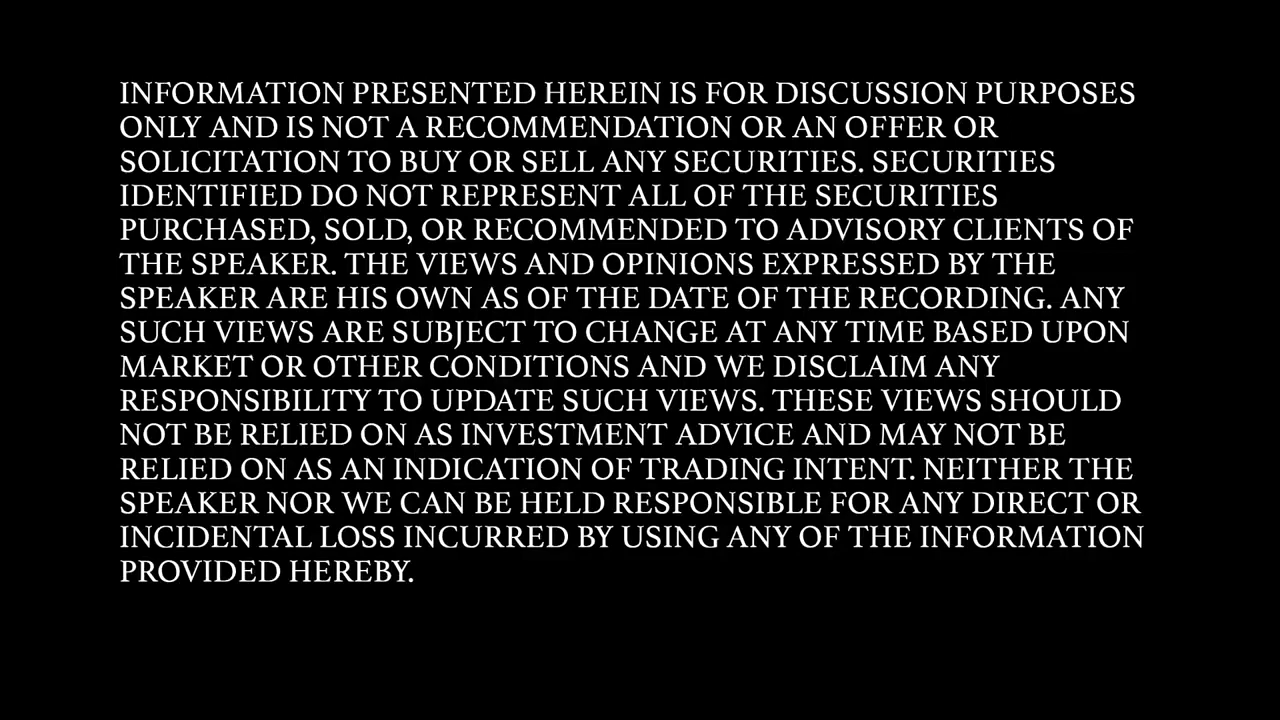 INFORMATION PRESENTED HEREIN IS FOR DISCUSSION PURPOSES
ONLY AND IS NOT A RECOMMENDATION OR AN OFFER OR
SOLICITATION TO BUY OR SELL ANY SECURITIES. SECURITIES
IDENTIFIED DO NOT REPRESENT ALL OF THE SECURITIES
PURCHASED, SOLD, OR RECOMMENDED TO ADVISORY CLIENTS OF
THE SPEAKER. THE VIEWS AND OPINIONS EXPRESSED BY THE
SPEAKER ARE HIS OWN AS OF THE DATE OF THE RECORDING. ANY
SUCH VIEWS ARE SUBJECT TO CHANGE AT ANY TIME BASED UPON
MARKET OR OTHER CONDITIONS AND WE DISCLAIM ANY
RESPONSIBILITY TO UPDATE SUCH VIEWS. THESE VIEWS SHOULD
NOT BE RELIED ON AS INVESTMENT ADVICE AND MAY NOT BE
RELIED ON AS AN INDICATION OF TRADING INTENT. NEITHER THE
SPEAKER NOR WE CAN BE HELD RESPONSIBLE FOR ANY DIRECT OR
INCIDENTAL LOSS INCURRED BY USING ANY OF THE INFORMATION
PROVIDED HEREBY.